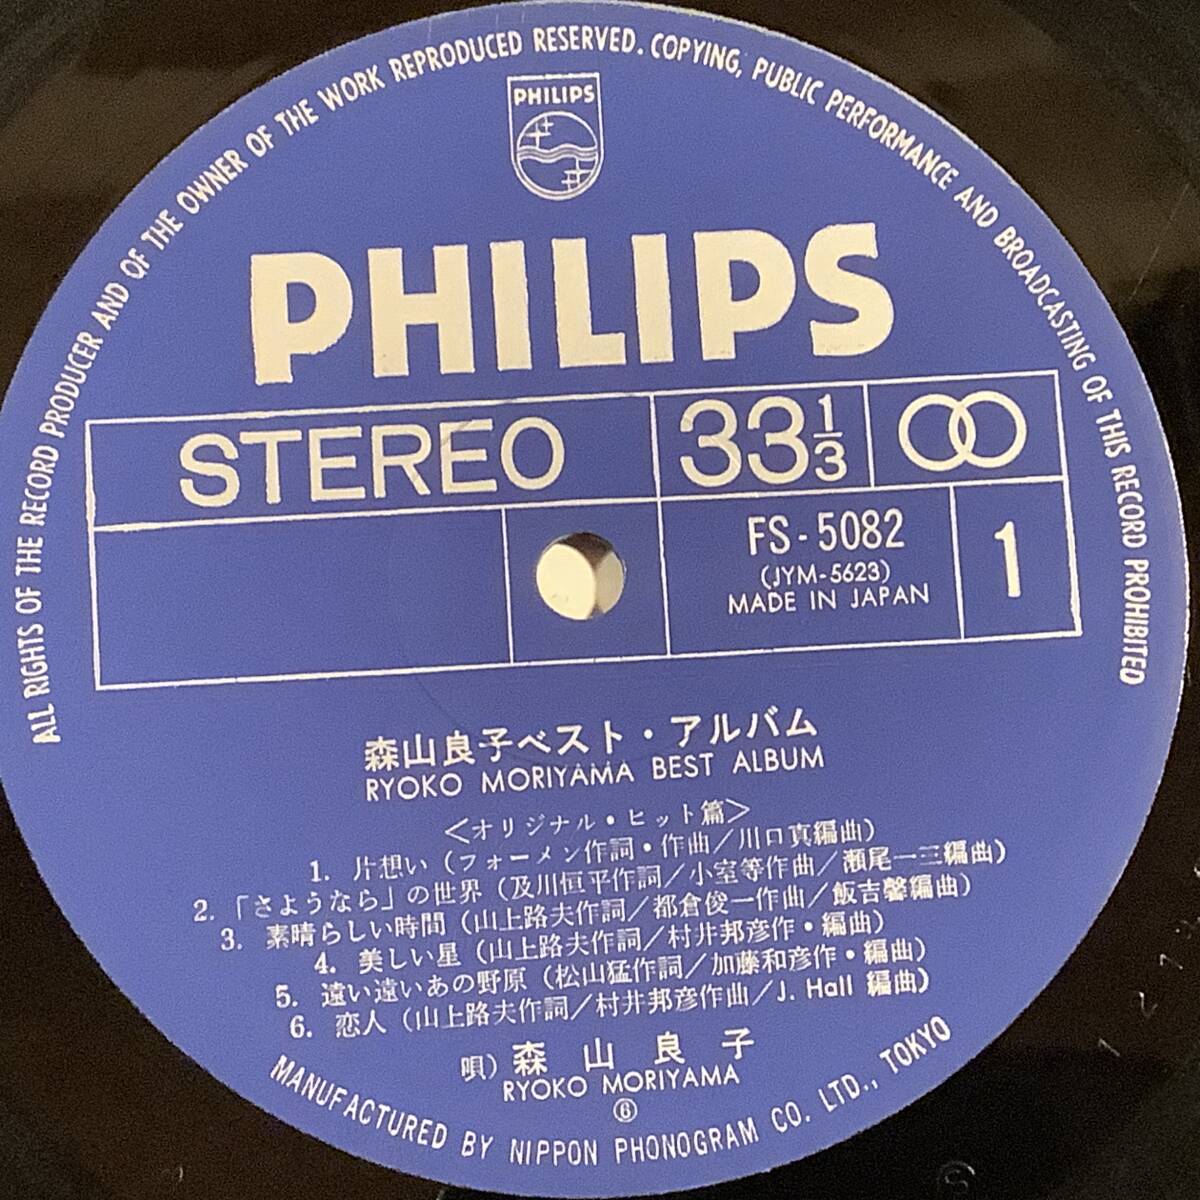 ALL RIGHTS OF THE RECORD PRODUCER AND OF THE OWNER OF THE WORK REPRODUCED RESERVED. COPYING, PUBLIC PERFORMANCE AND BROADCASTING OF THIS RECORD PROHIBITED
PHILIPS
PHILIPS
STEREO
33 1/3
FS-5082
(JYM-5623)
MADE IN JAPAN
1
森山良子ベスト・アルバム
RYOKO MORIYAMA BEST ALBUM
<オリジナル・ヒット篇>
1. 片想い (フォーメン作詞・作曲/川口真編曲)
2. 「さようなら」の世界 (及川恒平作詞/小室等作曲/瀬尾一三編曲)
3. 素晴らしい時間 (山上路夫作詞/都倉俊一作曲/飯吉馨編曲)
4. 美しい星 (山上路夫作詞/村井邦彦作・編曲)
5. 遠い遠いあの野原 (松山猛作詞/加藤和彦作・編曲)
6. 恋人 (山上路夫作詞/村井邦彦作曲/J. Hall 編曲)
唄) 森山良子
RYOKO MORIYAMA
⑥
MANUFACTURED BY NIPPON PHONOGRAM CO. LTD., TOKYO